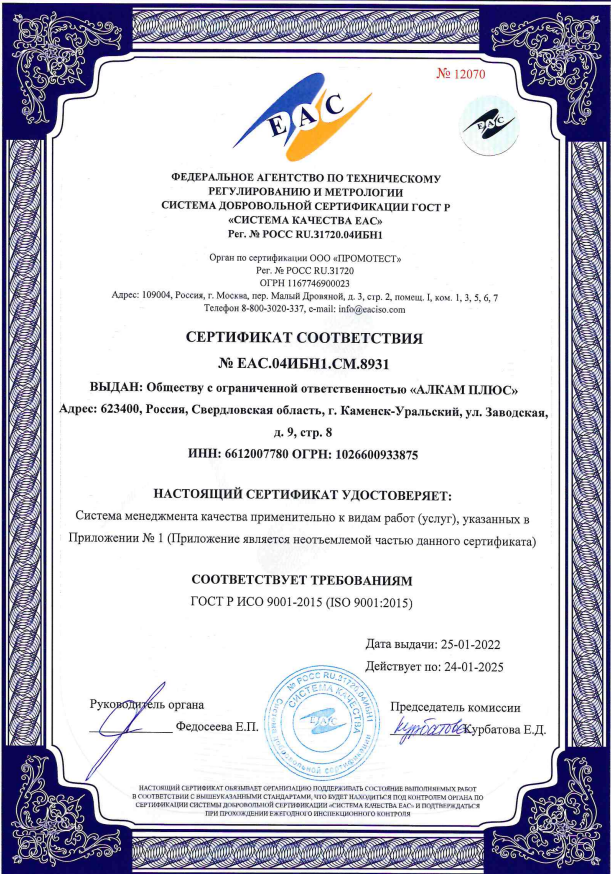 № 12070
ЕАС
ЕАС
ФЕДЕРАЛЬНОЕ АГЕНТСТВО ПО ТЕХНИЧЕСКОМУ
РЕГУЛИРОВАНИЮ И МЕТРОЛОГИИ
СИСТЕМА ДОБРОВОЛЬНОЙ СЕРТИФИКАЦИИ ГОСТ Р
«СИСТЕМА КАЧЕСТВА ЕАС»
Рег. № РОСС RU.31720.04ИБН1
Орган по сертификации ООО «ПРОМОТЕСТ»
Рег. № РОСС RU.31720
ОГРН 1167746900023
Адрес: 109004, Россия, г. Москва, пер. Малый Дровяной, д. 3, стр. 2, помещ. I, ком. 1, 3, 5, 6, 7
Телефон 8-800-3020-337, e-mail: info@eaciso.com
СЕРТИФИКАТ СООТВЕТСТВИЯ
№ ЕАС.04ИБН1.СМ.8931
ВЫДАН: Обществу с ограниченной ответственностью «АЛКАМ ПЛЮС»
Адрес: 623400, Россия, Свердловская область, г. Каменск-Уральский, ул. Заводская,
д. 9, стр. 8
ИНН: 6612007780 ОГРН: 1026600933875
НАСТОЯЩИЙ СЕРТИФИКАТ УДОСТОВЕРЯЕТ:
Система менеджмента качества применительно к видам работ (услуг), указанных в
Приложении № 1 (Приложение является неотъемлемой частью данного сертификата)
СООТВЕТСТВУЕТ ТРЕБОВАНИЯМ
ГОСТ Р ИСО 9001-2015 (ISO 9001:2015)
Дата выдачи: 25-01-2022
Действует по: 24-01-2025
Руководитель органа
Федосеева Е.П.
№ РОСС RU.31720.04ИБН1
СИСТЕМА КАЧЕСТВА
ЕАС
добровольной сертификации
Председатель комиссии
Курбатова Курбатова Е.Д.
НАСТОЯЩИЙ СЕРТИФИКАТ ОБЯЗЫВАЕТ ОРГАНИЗАЦИЮ ПОДДЕРЖИВАТЬ СОСТОЯНИЕ ВЫПОЛНЯЕМЫХ РАБОТ
В СООТВЕТСТВИИ С ВЫШЕУКАЗАННЫМИ СТАНДАРТАМИ, ЧТО БУДЕТ НАХОДИТЬСЯ ПОД КОНТРОЛЕМ ОРГАНА ПО
СЕРТИФИКАЦИИ СИСТЕМЫ ДОБРОВОЛЬНОЙ СЕРТИФИКАЦИИ «СИСТЕМА КАЧЕСТВА ЕАС» И ПОДТВЕРЖДАТЬСЯ
ПРИ ПРОХОЖДЕНИИ ЕЖЕГОДНОГО ИНСПЕКЦИОННОГО КОНТРОЛЯ